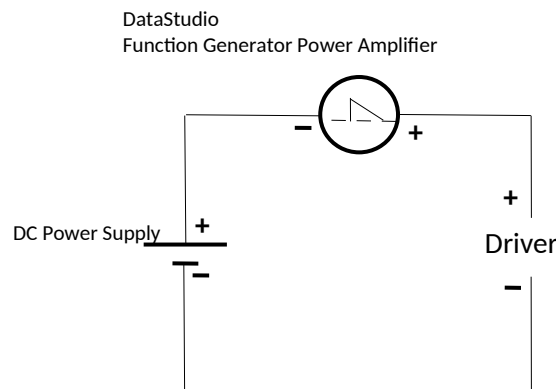 DataStudio
Function Generator Power Amplifier
− +
+
DC Power Supply +
Driver
−
−